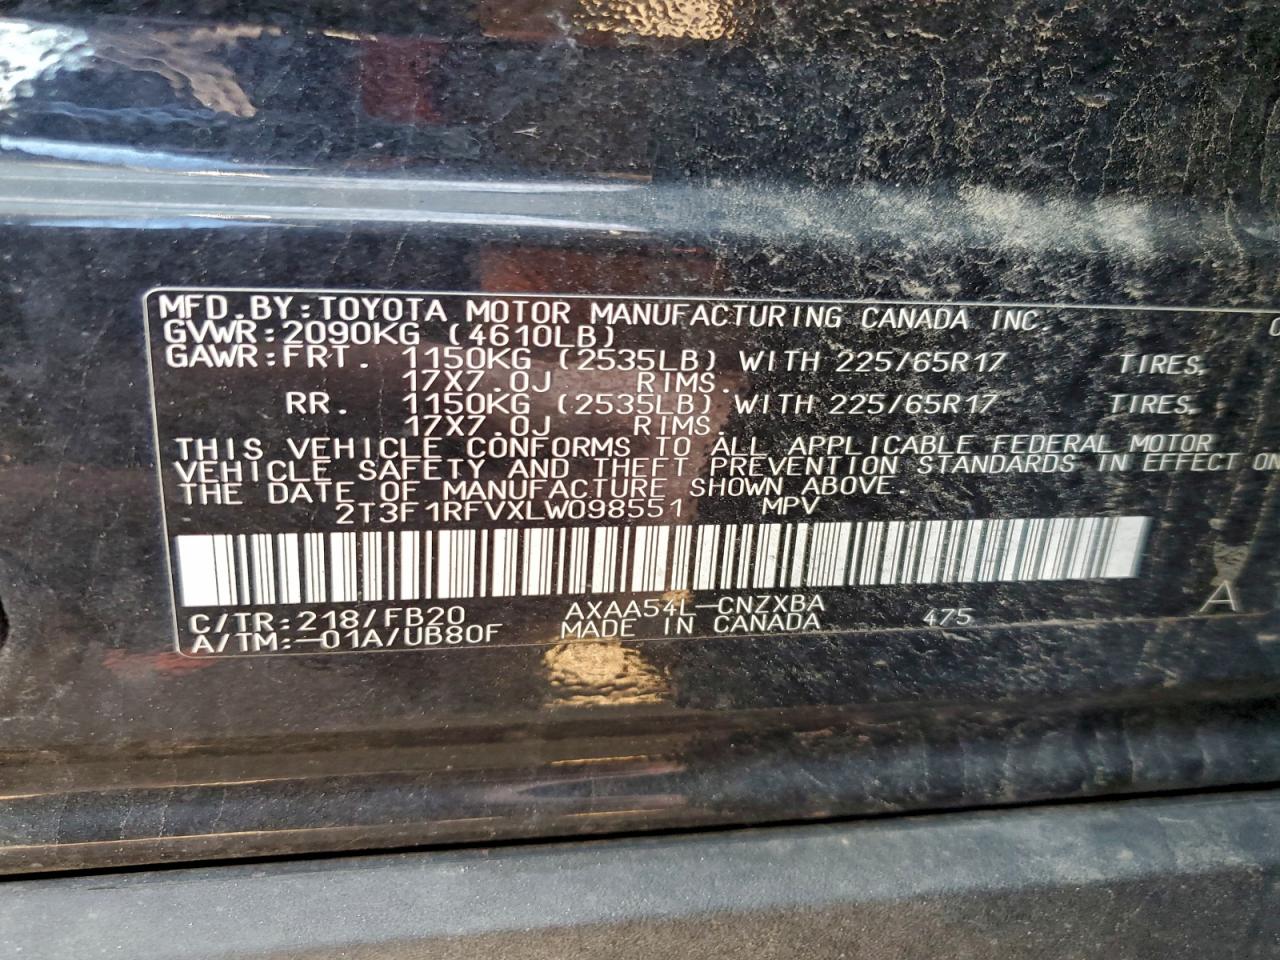 MFD.BY:TOYOTA MOTOR MANUFACTURING CANADA INC.
GVWR:2090KG (4610LB)
GAWR:FRT. 1150KG (2535LB) WITH 225/65R17 TIRES.
17X7.0J RIMS.
RR. 1150KG (2535LB) WITH 225/65R17 TIRES.
17X7.0J RIMS.
THIS VEHICLE CONFORMS TO ALL APPLICABLE FEDERAL MOTOR
VEHICLE SAFETY AND THEFT PREVENTION STANDARDS IN EFFECT ON
THE DATE OF MANUFACTURE SHOWN ABOVE.
2T3F1RFVXLW098551 MPV
C/TR:218/FB20 AXAA54L-CNZXBA 475 A
A/TM:-01A/UB80F MADE IN CANADA